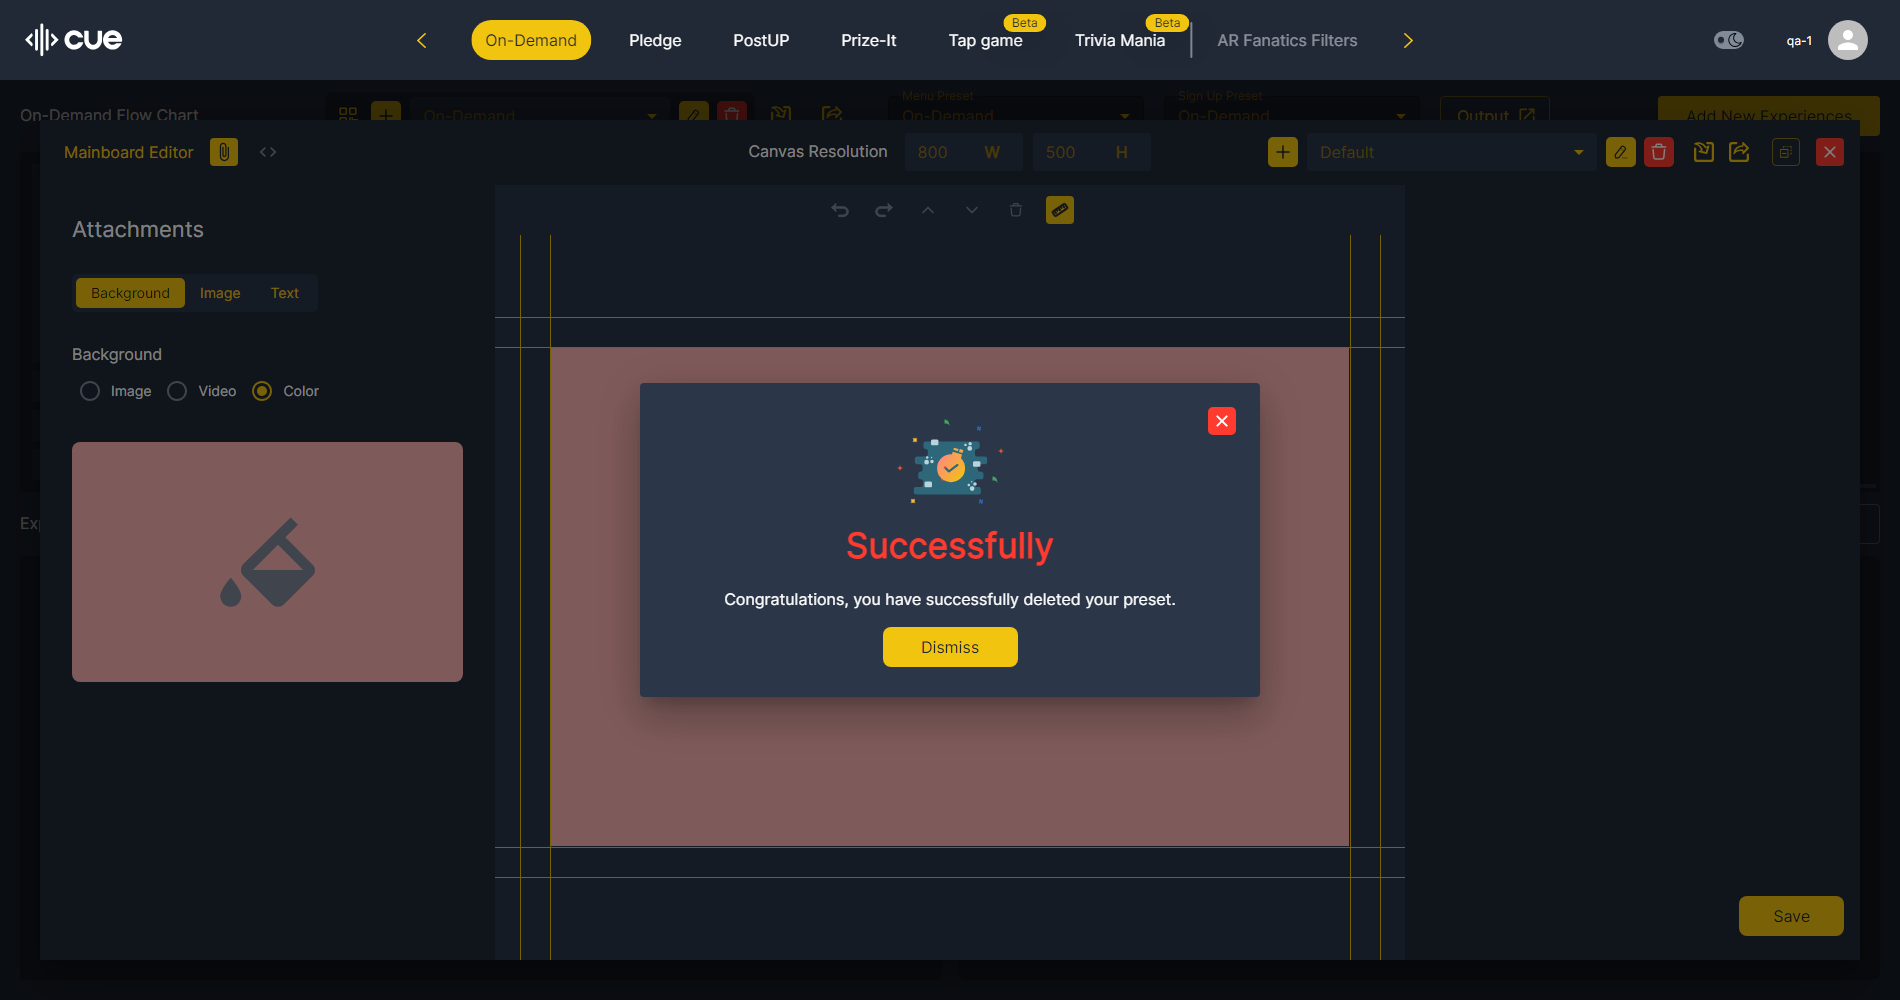 cue
On-Demand
Pledge
PostUP
Prize-It
Tap game
Beta
Trivia Mania
Beta
AR Fanatics Filters
qa-1
On-Demand Flow Chart
On-Demand
Menu Preset
On-Demand
Sign Up Preset
On-Demand
Output
Add New Experiences
Mainboard Editor
Canvas Resolution
800 W
500 H
Default
Attachments
Background
Image
Text
Background
Image
Video
Color
Successfully
Congratulations, you have successfully deleted your preset.
Dismiss
Save